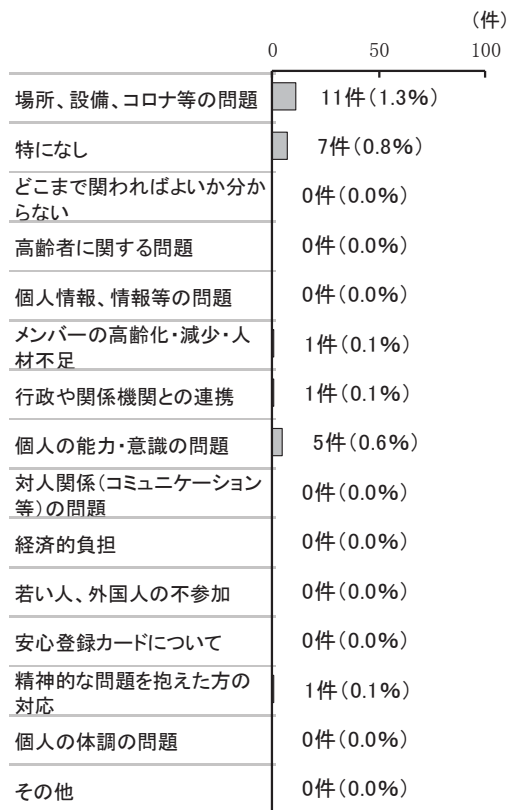 （件）
0 50 100
場所、設備、コロナ等の問題 11件（1.3%）
特になし 7件（0.8%）
どこまで関わればよいか分か
らない 0件（0.0%）
高齢者に関する問題 0件（0.0%）
個人情報、情報等の問題 0件（0.0%）
メンバーの高齢化・減少・人
材不足 1件（0.1%）
行政や関係機関との連携 1件（0.1%）
個人の能力・意識の問題 5件（0.6%）
対人関係（コミュニケーション
等）の問題 0件（0.0%）
経済的負担 0件（0.0%）
若い人、外国人の不参加 0件（0.0%）
安心登録カードについて 0件（0.0%）
精神的な問題を抱えた方の
対応 1件（0.1%）
個人の体調の問題 0件（0.0%）
その他 0件（0.0%）